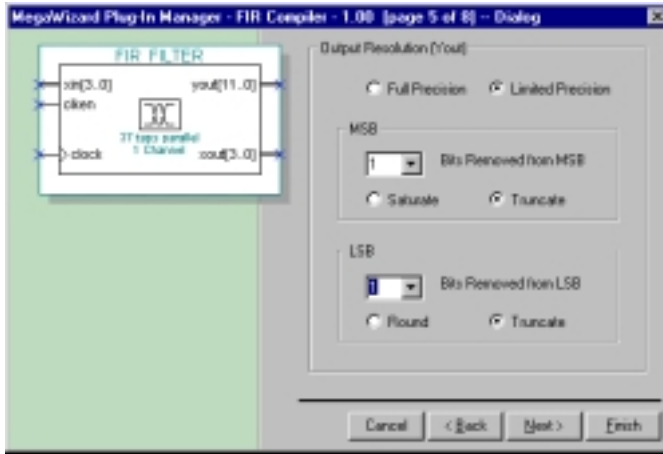 MegaWizard Plug-In Manager - FIR Compiler - 1.00 [page 5 of 8] -- Dialog
FIR FILTER
xin[3..0]
yout[11..0]
clken
37 taps parallel
1 Channel
clock
xout[3..0]
Output Resolution (Yout)
Full Precision
Limited Precision
MSB
1
Bits Removed from MSB
Saturate
Truncate
LSB
1
Bits Removed from LSB
Round
Truncate
Cancel
< Back
Next >
Finish